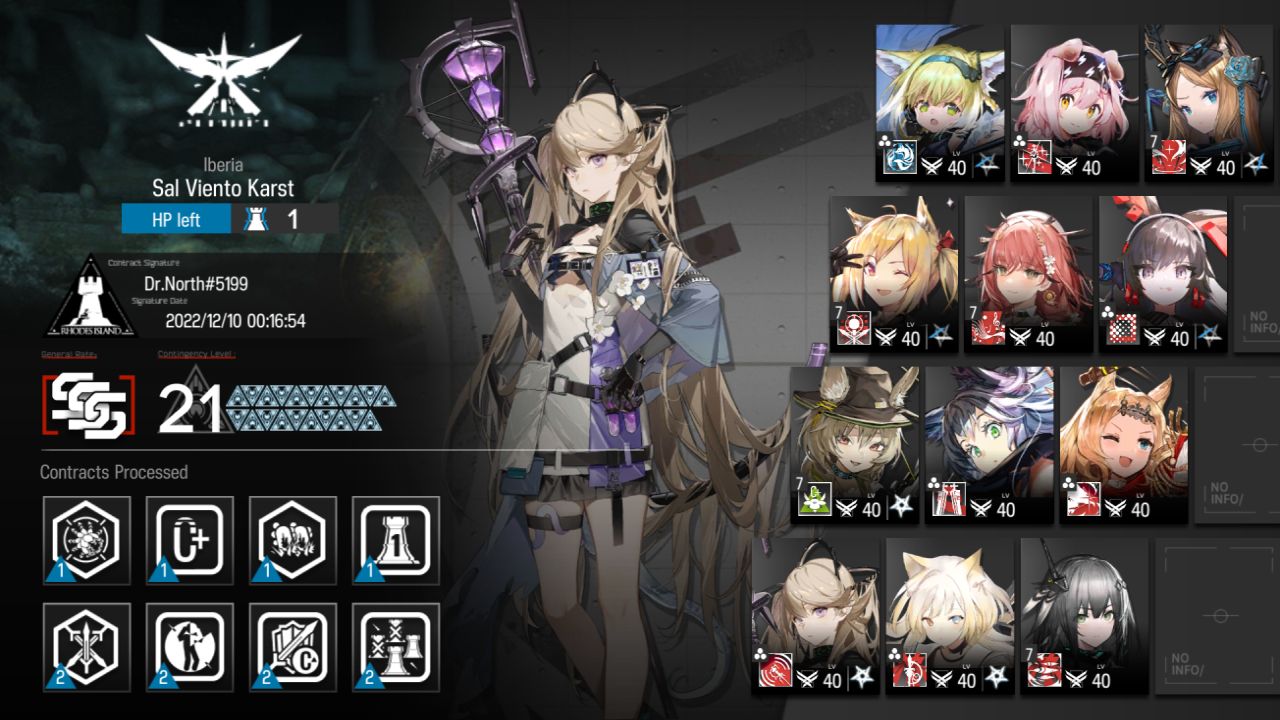 Iberia
Sal Viento Karst
HP left 1
Contract Signature
Dr.North#5199
Signature Date
RHODES ISLAND
2022/12/10 00:16:54
General Rate:
Contingency Level:
SSS 21
Contracts Processed
1 1 1 1
2 2 2 2
C
LV 40 LV 40 7 LV 40
7 LV 40 7 LV 40 LV 40 NO INFO/
7 LV 40 LV 40 LV 40 NO INFO/
LV 40 LV 40 7 LV 40 NO INFO/